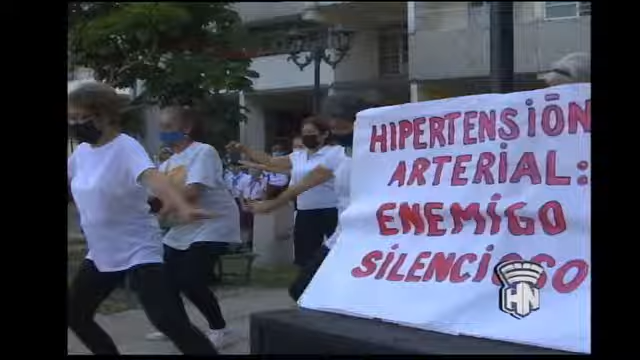 HIPERTENSIÓN
ARTERIAL:
ENEMIGO
SILENCIOSO
HN